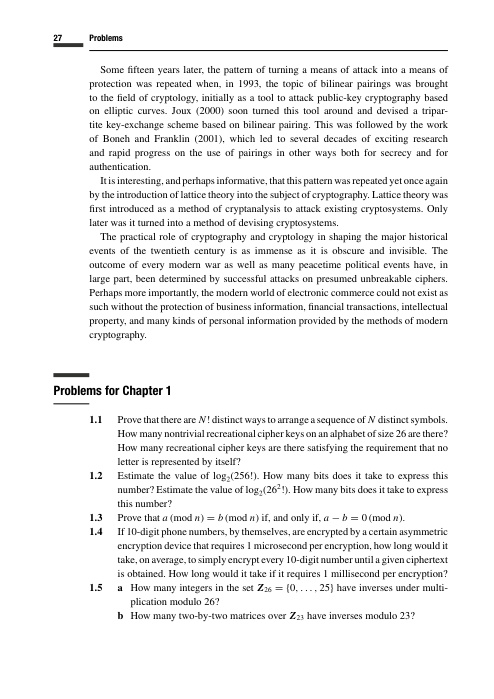 27 Problems
Some fifteen years later, the pattern of turning a means of attack into a means of
protection was repeated when, in 1993, the topic of bilinear pairings was brought
to the field of cryptology, initially as a tool to attack public-key cryptography based
on elliptic curves. Joux (2000) soon turned this tool around and devised a tripar-
tite key-exchange scheme based on bilinear pairing. This was followed by the work
of Boneh and Franklin (2001), which led to several decades of exciting research
and rapid progress on the use of pairings in other ways both for secrecy and for
authentication.
It is interesting, and perhaps informative, that this pattern was repeated yet once again
by the introduction of lattice theory into the subject of cryptography. Lattice theory was
first introduced as a method of cryptanalysis to attack existing cryptosystems. Only
later was it turned into a method of devising cryptosystems.
The practical role of cryptography and cryptology in shaping the major historical
events of the twentieth century is as immense as it is obscure and invisible. The
outcome of every modern war as well as many peacetime political events have, in
large part, been determined by successful attacks on presumed unbreakable ciphers.
Perhaps more importantly, the modern world of electronic commerce could not exist as
such without the protection of business information, financial transactions, intellectual
property, and many kinds of personal information provided by the methods of modern
cryptography.
Problems for Chapter 1
1.1 Prove that there are N! distinct ways to arrange a sequence of N distinct symbols.
How many nontrivial recreational cipher keys on an alphabet of size 26 are there?
How many recreational cipher keys are there satisfying the requirement that no
letter is represented by itself?
1.2 Estimate the value of log₂(256!). How many bits does it take to express this
number? Estimate the value of log₂(26²!). How many bits does it take to express
this number?
1.3 Prove that a (mod n) = b (mod n) if, and only if, a − b = 0 (mod n).
1.4 If 10-digit phone numbers, by themselves, are encrypted by a certain asymmetric
encryption device that requires 1 microsecond per encryption, how long would it
take, on average, to simply encrypt every 10-digit number until a given ciphertext
is obtained. How long would it take if it requires 1 millisecond per encryption?
1.5 a How many integers in the set Z₂₆ = {0, . . . , 25} have inverses under multi-
plication modulo 26?
b How many two-by-two matrices over Z₂₃ have inverses modulo 23?